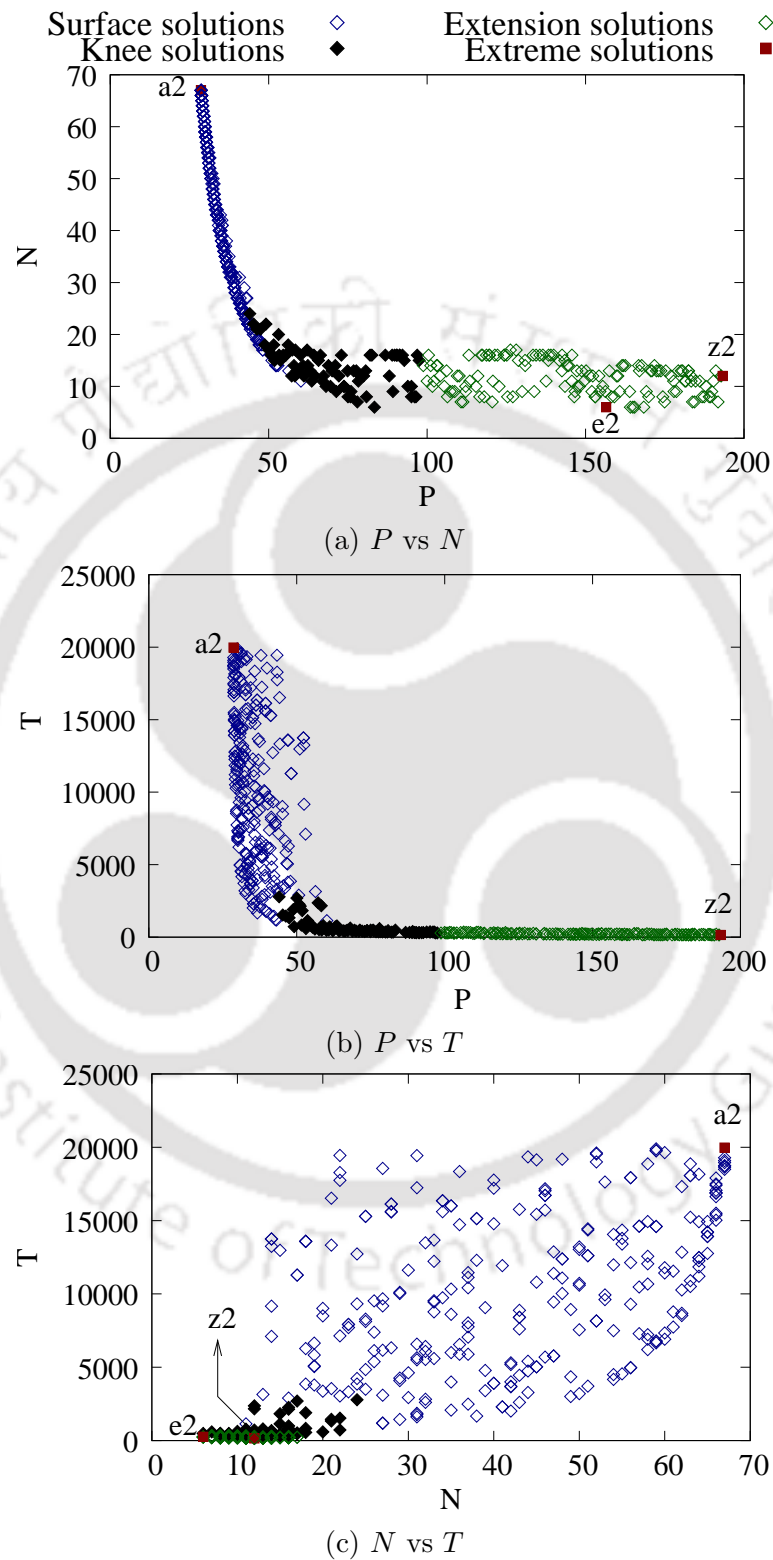 Surface solutions Extension solutions
Knee solutions Extreme solutions
70
60
50
40
30
20
10
0
N
a2
z2
e2
0 50 100 150 200
P
(a) P vs N
25000
20000
15000
10000
5000
0
T
a2
z2
0 50 100 150 200
P
(b) P vs T
25000
20000
15000
10000
5000
0
T
a2
z2
e2
0 10 20 30 40 50 60 70
N
(c) N vs T
institute of Technology